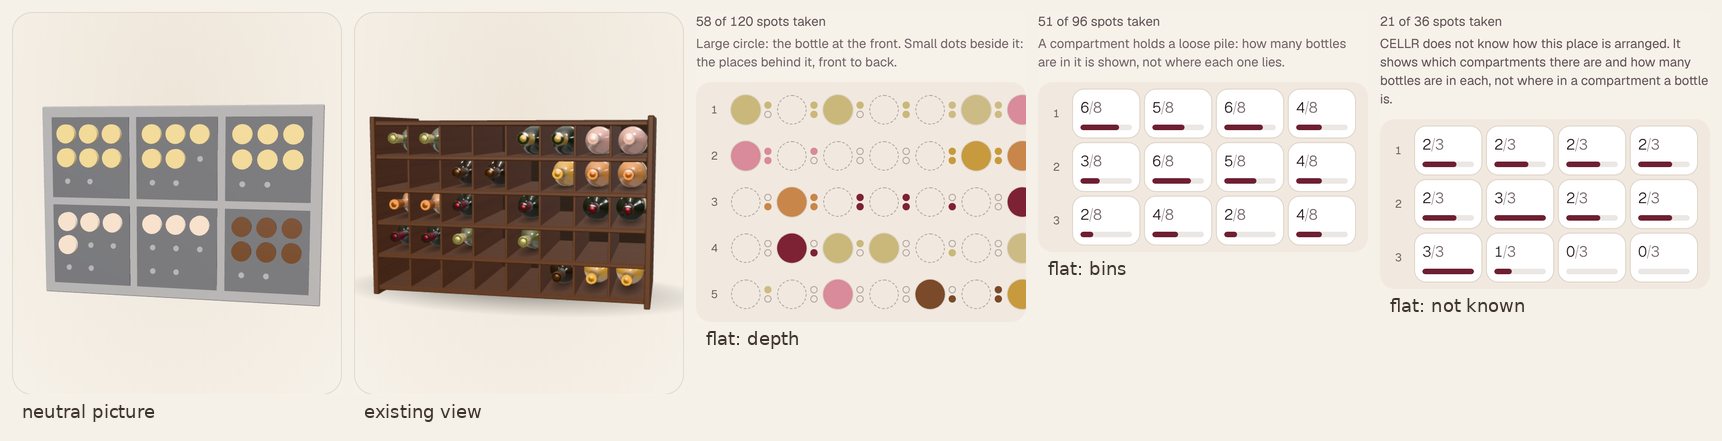 neutral picture
existing view
58 of 120 spots taken
Large circle: the bottle at the front. Small dots beside it:
the places behind it, front to back.
1
2
3
4
5
flat: depth
51 of 96 spots taken
A compartment holds a loose pile: how many bottles
are in it is shown, not where each one lies.
1 6/8 5/8 6/8 4/8
2 3/8 6/8 5/8 4/8
3 2/8 4/8 2/8 4/8
flat: bins
21 of 36 spots taken
CELLR does not know how this place is arranged. It
shows which compartments there are and how many
bottles are in each, not where in a compartment a bottle
is.
1 2/3 2/3 2/3 2/3
2 2/3 3/3 2/3 2/3
3 3/3 1/3 0/3 0/3
flat: not known